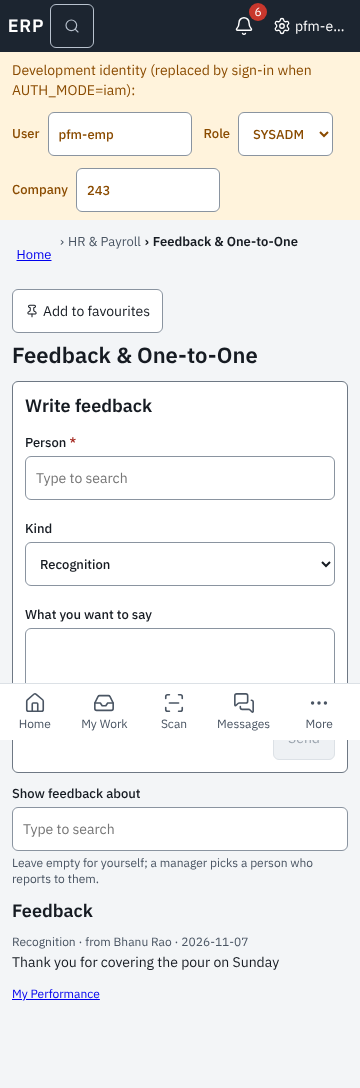 ERP
6
pfm-e...
Development identity (replaced by sign-in when
AUTH_MODE=iam):
User
pfm-emp
Role
SYSADM
Company
243
Home
› HR & Payroll › Feedback & One-to-One
Add to favourites
Feedback & One-to-One
Write feedback
Person *
Type to search
Kind
Recognition
What you want to say
Home
My Work
Scan
Messages
More
Send
Show feedback about
Type to search
Leave empty for yourself; a manager picks a person who
reports to them.
Feedback
Recognition · from Bhanu Rao · 2026-11-07
Thank you for covering the pour on Sunday
My Performance